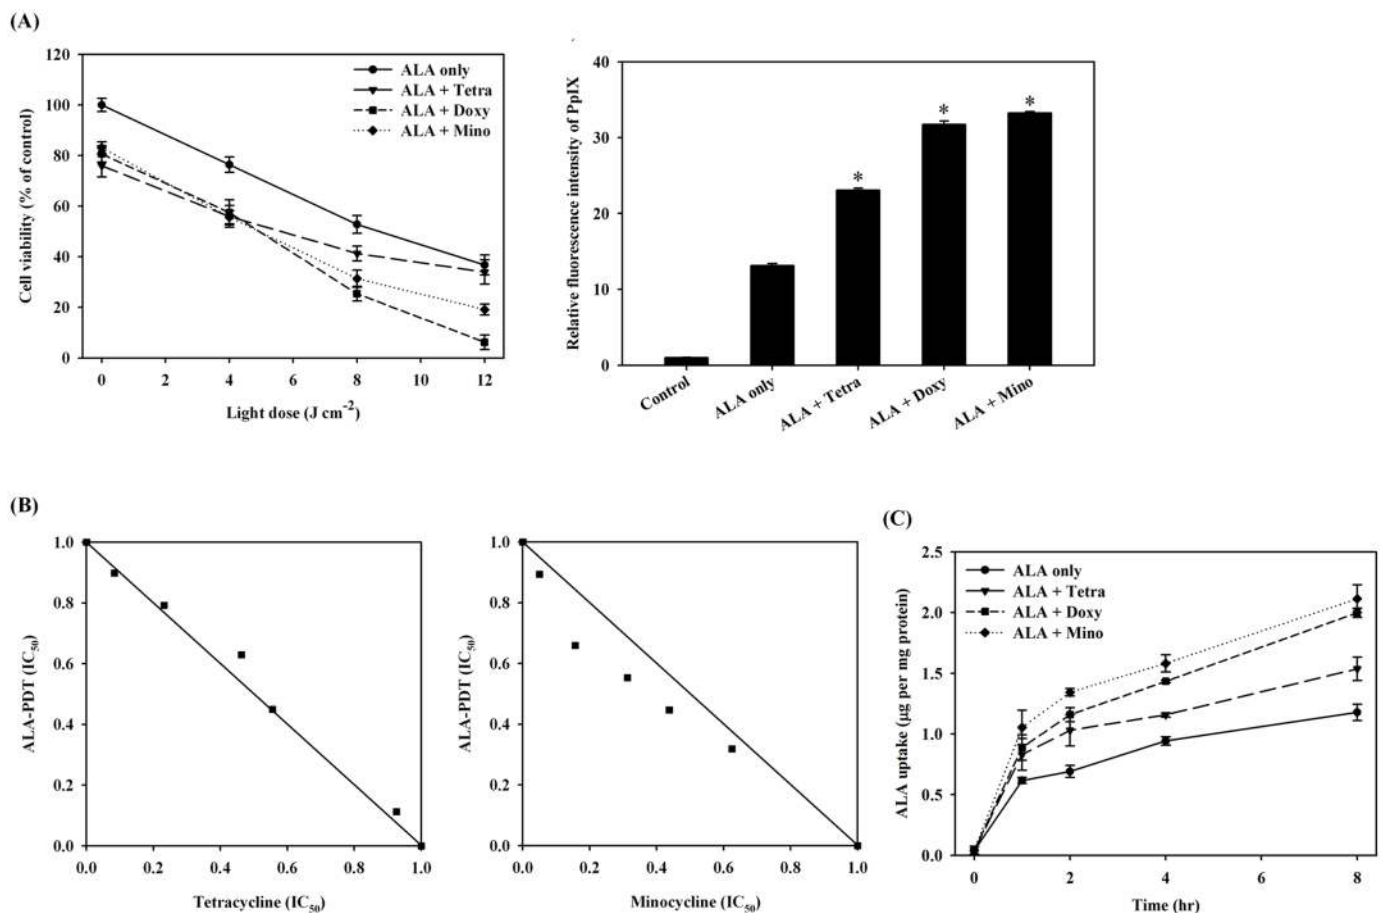 (A)
120
100
80
60
40
20
0
Cell viability (% of control)
0 2 4 6 8 10 12
Light dose (J cm⁻²)
ALA only
ALA + Tetra
ALA + Doxy
ALA + Mino
40
30
20
10
0
Relative fluorescence intensity of PpIX
*
*
*
Control
ALA only
ALA + Tetra
ALA + Doxy
ALA + Mino
(B)
1.0
0.8
0.6
0.4
0.2
0.0
ALA-PDT (IC₅₀)
0.0 0.2 0.4 0.6 0.8 1.0
Tetracycline (IC₅₀)
1.0
0.8
0.6
0.4
0.2
0.0
ALA-PDT (IC₅₀)
0.0 0.2 0.4 0.6 0.8 1.0
Minocycline (IC₅₀)
(C)
2.5
2.0
1.5
1.0
0.5
0.0
ALA uptake (µg per mg protein)
ALA only
ALA + Tetra
ALA + Doxy
ALA + Mino
0 2 4 6 8
Time (hr)